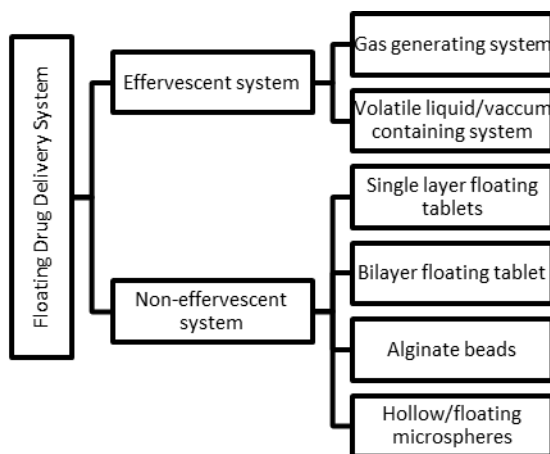 Floating Drug Delivery System
Effervescent system
Gas generating system
Volatile liquid/vaccum
containing system
Non-effervescent
system
Single layer floating
tablets
Bilayer floating tablet
Alginate beads
Hollow/floating
microspheres